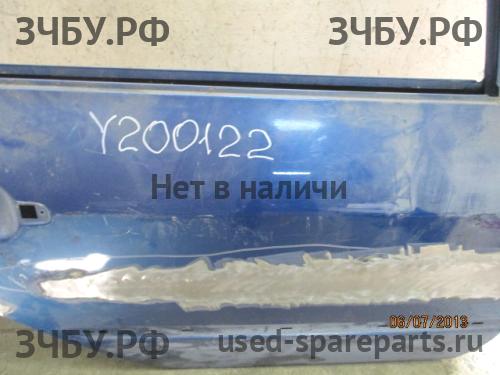 ЗЧБУ.РФ ЗЧБУ.РФ
Y200122
Нет в наличи
06/07/2013
ЗЧБУ.РФ used-spareparts.ru